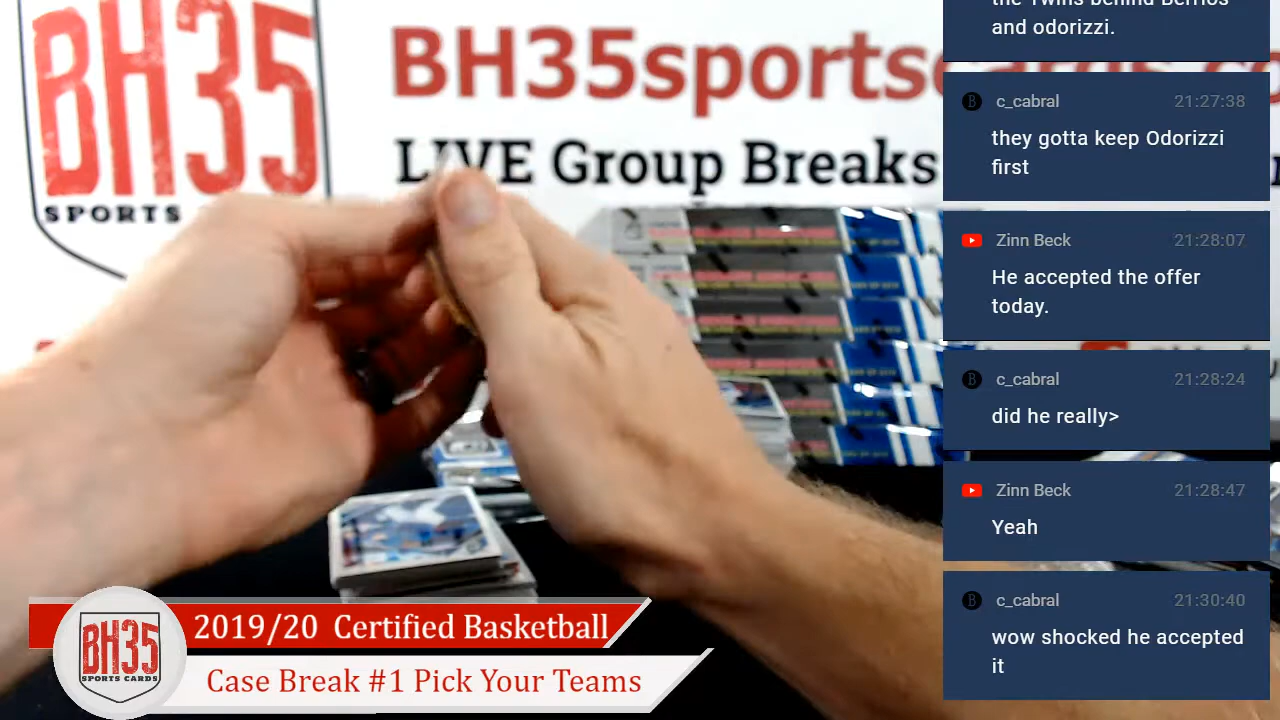 BH35
SPORTS
BH35sportscards.co
LIVE Group Breaks
the Twins behind Berrios
and odorizzi.
c_cabral 21:27:38
they gotta keep Odorizzi
first
Zinn Beck 21:28:07
He accepted the offer
today.
c_cabral 21:28:24
did he really>
Zinn Beck 21:28:47
Yeah
c_cabral 21:30:40
wow shocked he accepted
it
2019/20 Certified Basketball
Case Break #1 Pick Your Teams
BH35
SPORTS CARDS